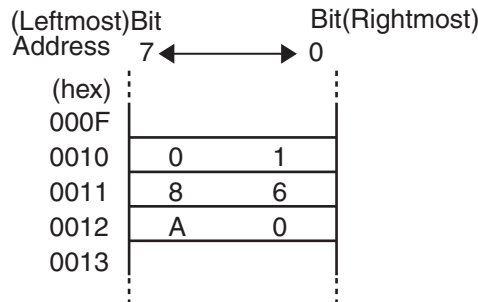 (Leftmost)Bit Bit(Rightmost)
Address 7 0
(hex)
000F
0010 0 1
0011 8 6
0012 A 0
0013